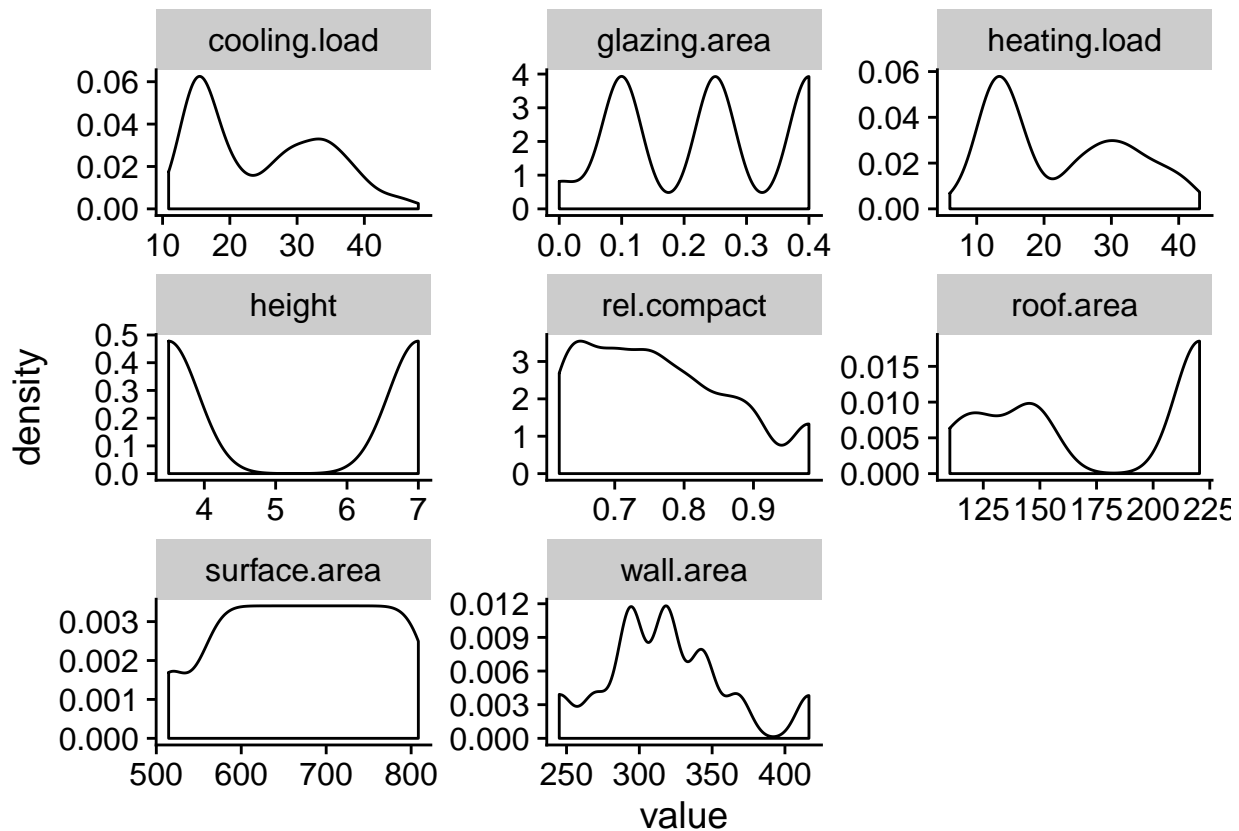 cooling.load glazing.area heating.load
0.06 4 0.06
0.04 3 0.04
0.02 2 0.02
0.00 1 0.00
0
10 20 30 40 0.0 0.1 0.2 0.3 0.4 10 20 30 40
height rel.compact roof.area
0.5 3 0.015
0.4 2 0.010
0.3 1 0.005
0.2 0 0.000
0.1
0.0
4 5 6 7 0.7 0.8 0.9 125 150 175 200 225
density
surface.area wall.area
0.003 0.012
0.002 0.009
0.001 0.006
0.000 0.003
0.000
500 600 700 800 250 300 350 400
value